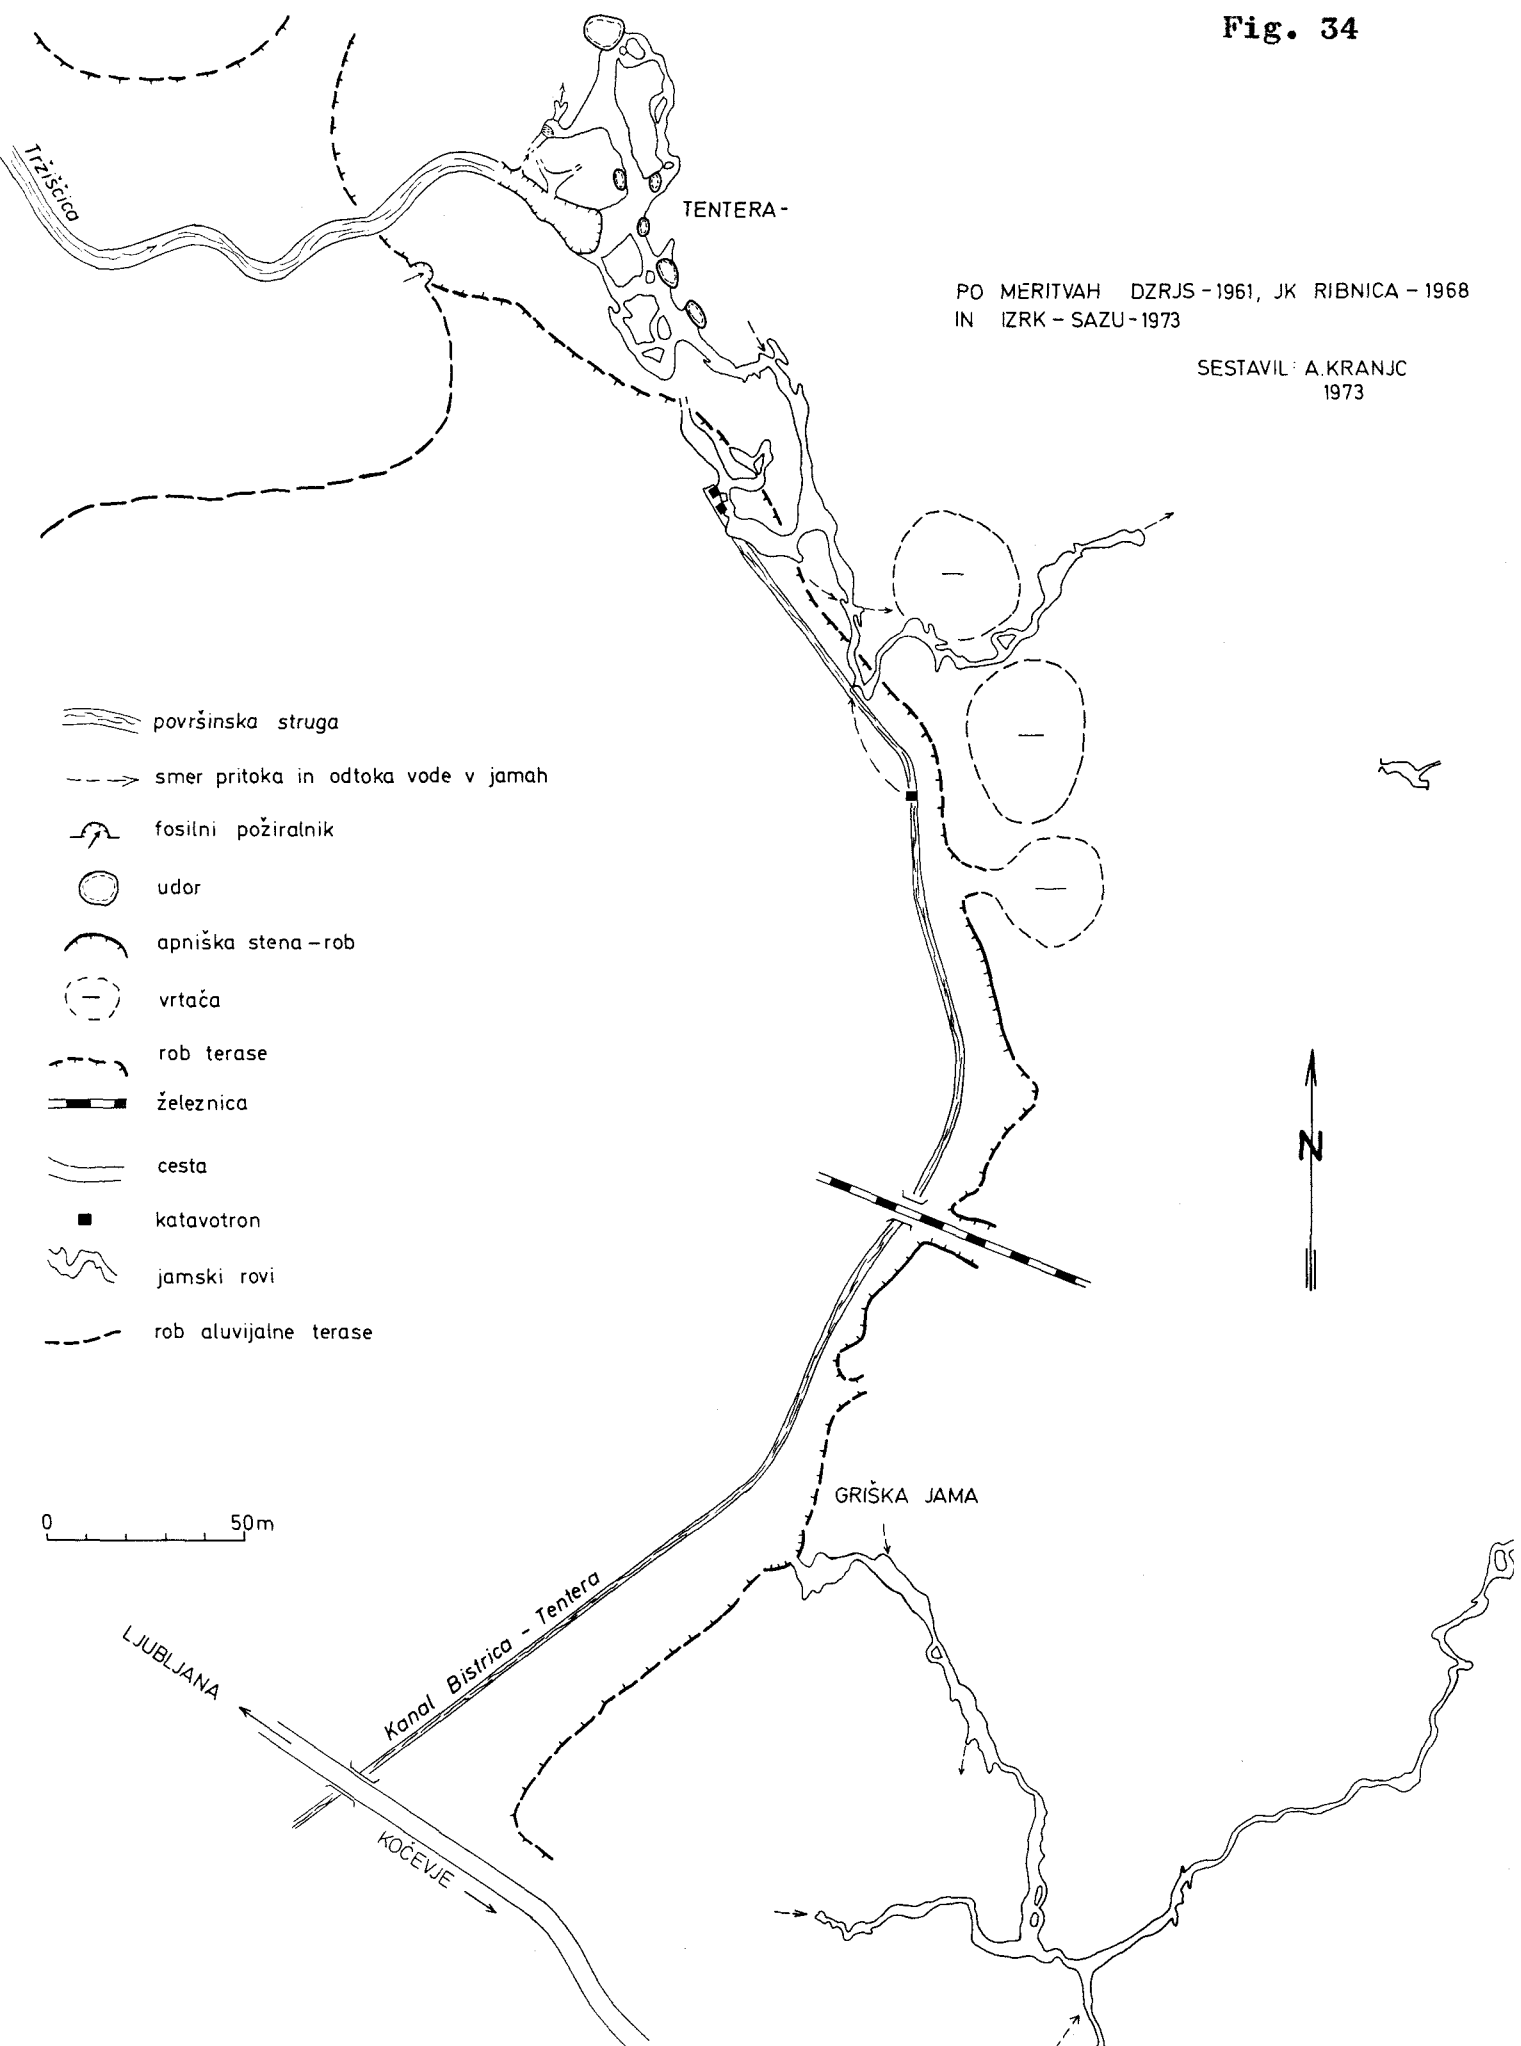 Fig. 34
Tržiščica
TENTERA-
PO MERITVAH DZRJS-1961, JK RIBNICA-1968
IN IZRK-SAZU-1973
SESTAVIL: A.KRANJC
1973
površinska struga
smer pritoka in odtoka vode v jamah
fosilni požiralnik
udor
apniška stena-rob
vrtača
rob terase
železnica
cesta
katavotron
jamski rovi
rob aluvijalne terase
N
0 50m
GRIŠKA JAMA
Kanal Bistrica - Tentera
LJUBLJANA
KOČEVJE